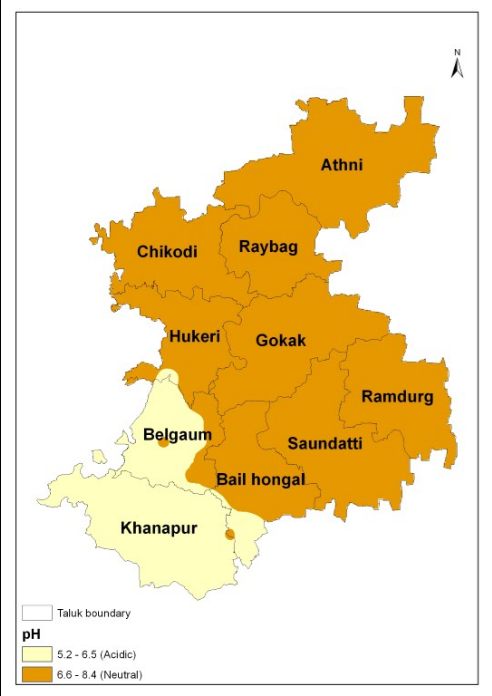 N
Athni
Chikodi
Raybag
Hukeri
Gokak
Ramdurg
Belgaum
Saundatti
Bail hongal
Khanapur
Taluk boundary
pH
5.2 - 6.5 (Acidic)
6.6 - 8.4 (Neutral)